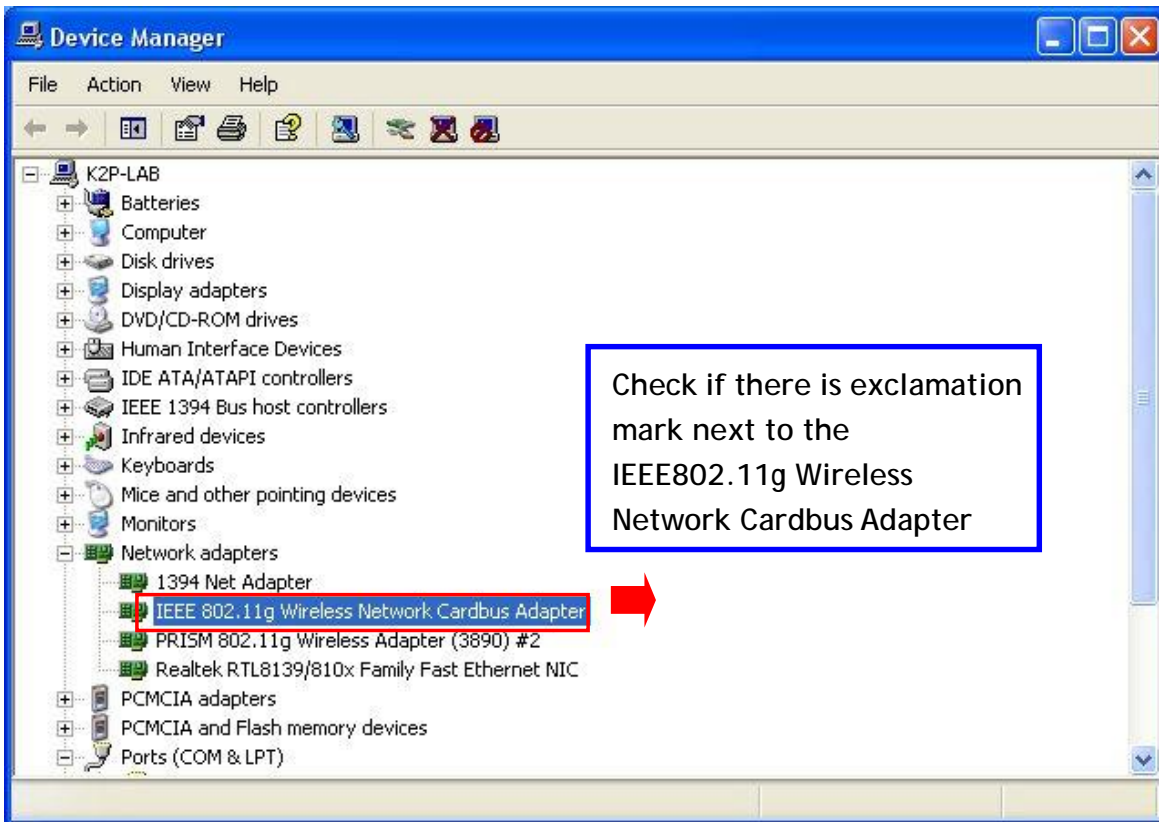 Device Manager
File Action View Help
K2P-LAB
Batteries
Computer
Disk drives
Display adapters
DVD/CD-ROM drives
Human Interface Devices
IDE ATA/ATAPI controllers
IEEE 1394 Bus host controllers
Infrared devices
Keyboards
Mice and other pointing devices
Monitors
Network adapters
1394 Net Adapter
IEEE 802.11g Wireless Network Cardbus Adapter
PRISM 802.11g Wireless Adapter (3890) #2
Realtek RTL8139/810x Family Fast Ethernet NIC
PCMCIA adapters
PCMCIA and Flash memory devices
Ports (COM & LPT)
Check if there is exclamation
mark next to the
IEEE802.11g Wireless
Network Cardbus Adapter